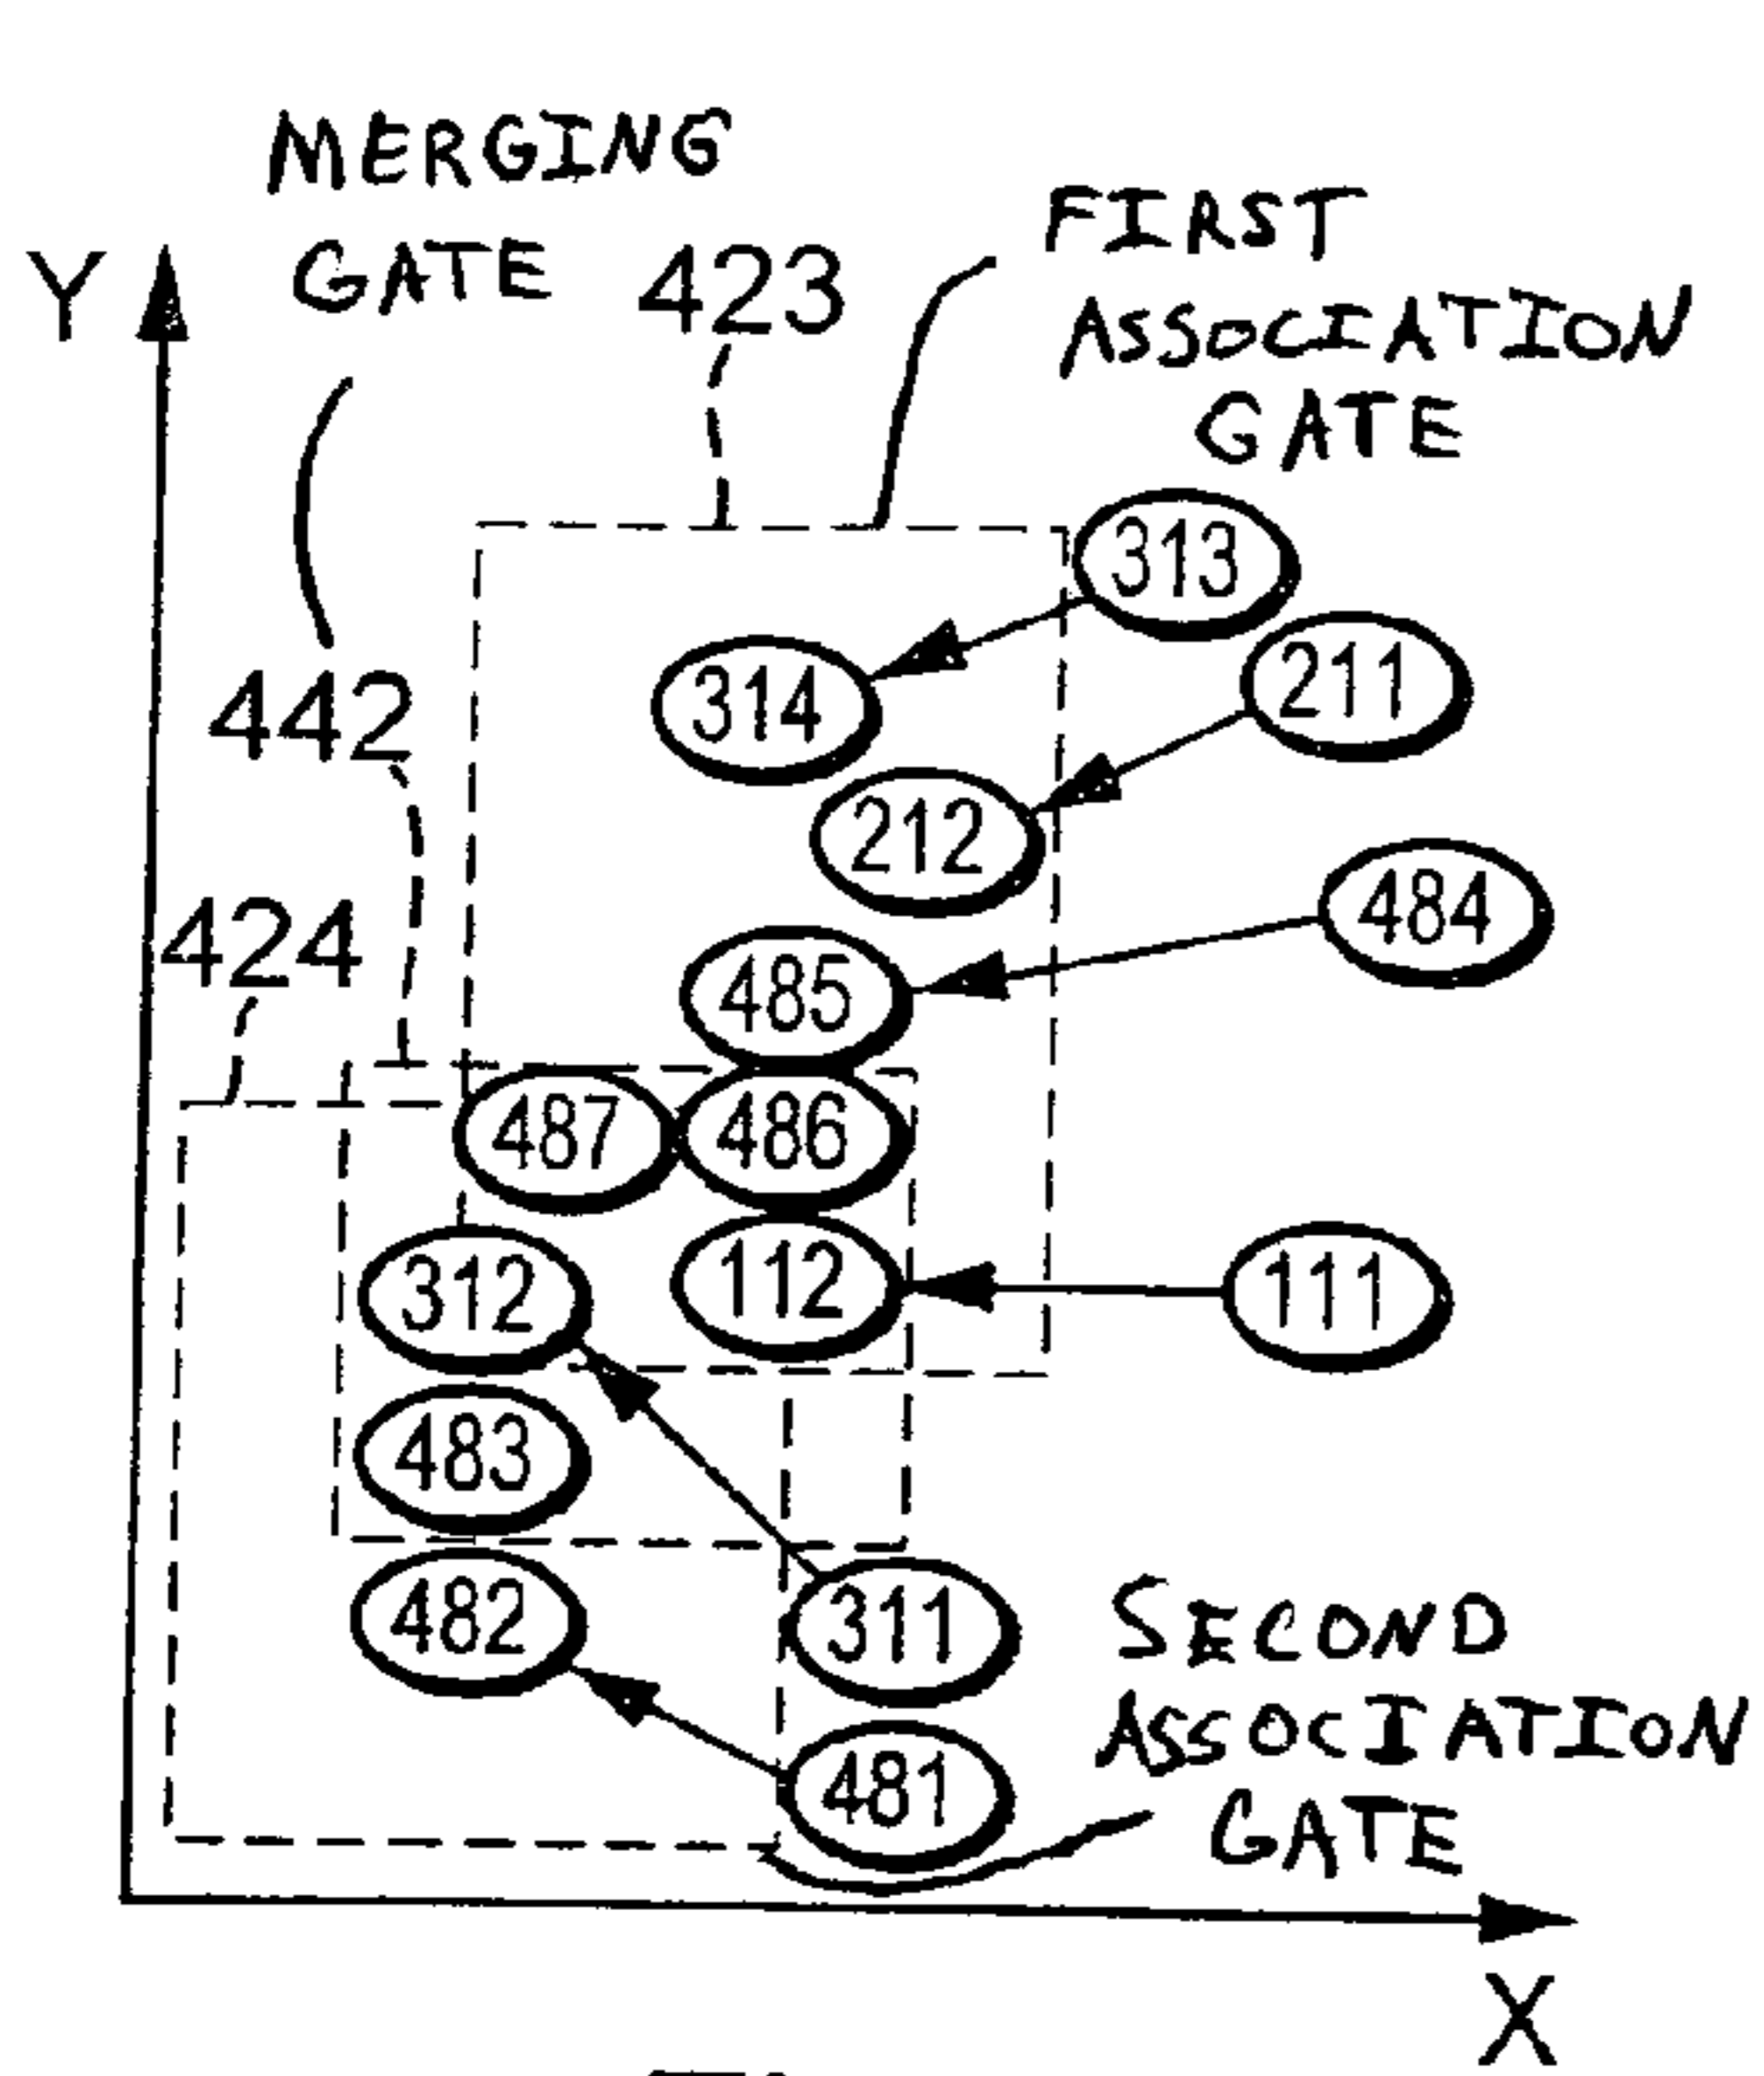 MERGING
GATE
423
FIRST
ASSOCIATION
GATE
Y
313
442
314
211
212
424
484
485
487
486
312
112
111
483
482
311
SECOND
ASSOCIATION
GATE
481
X